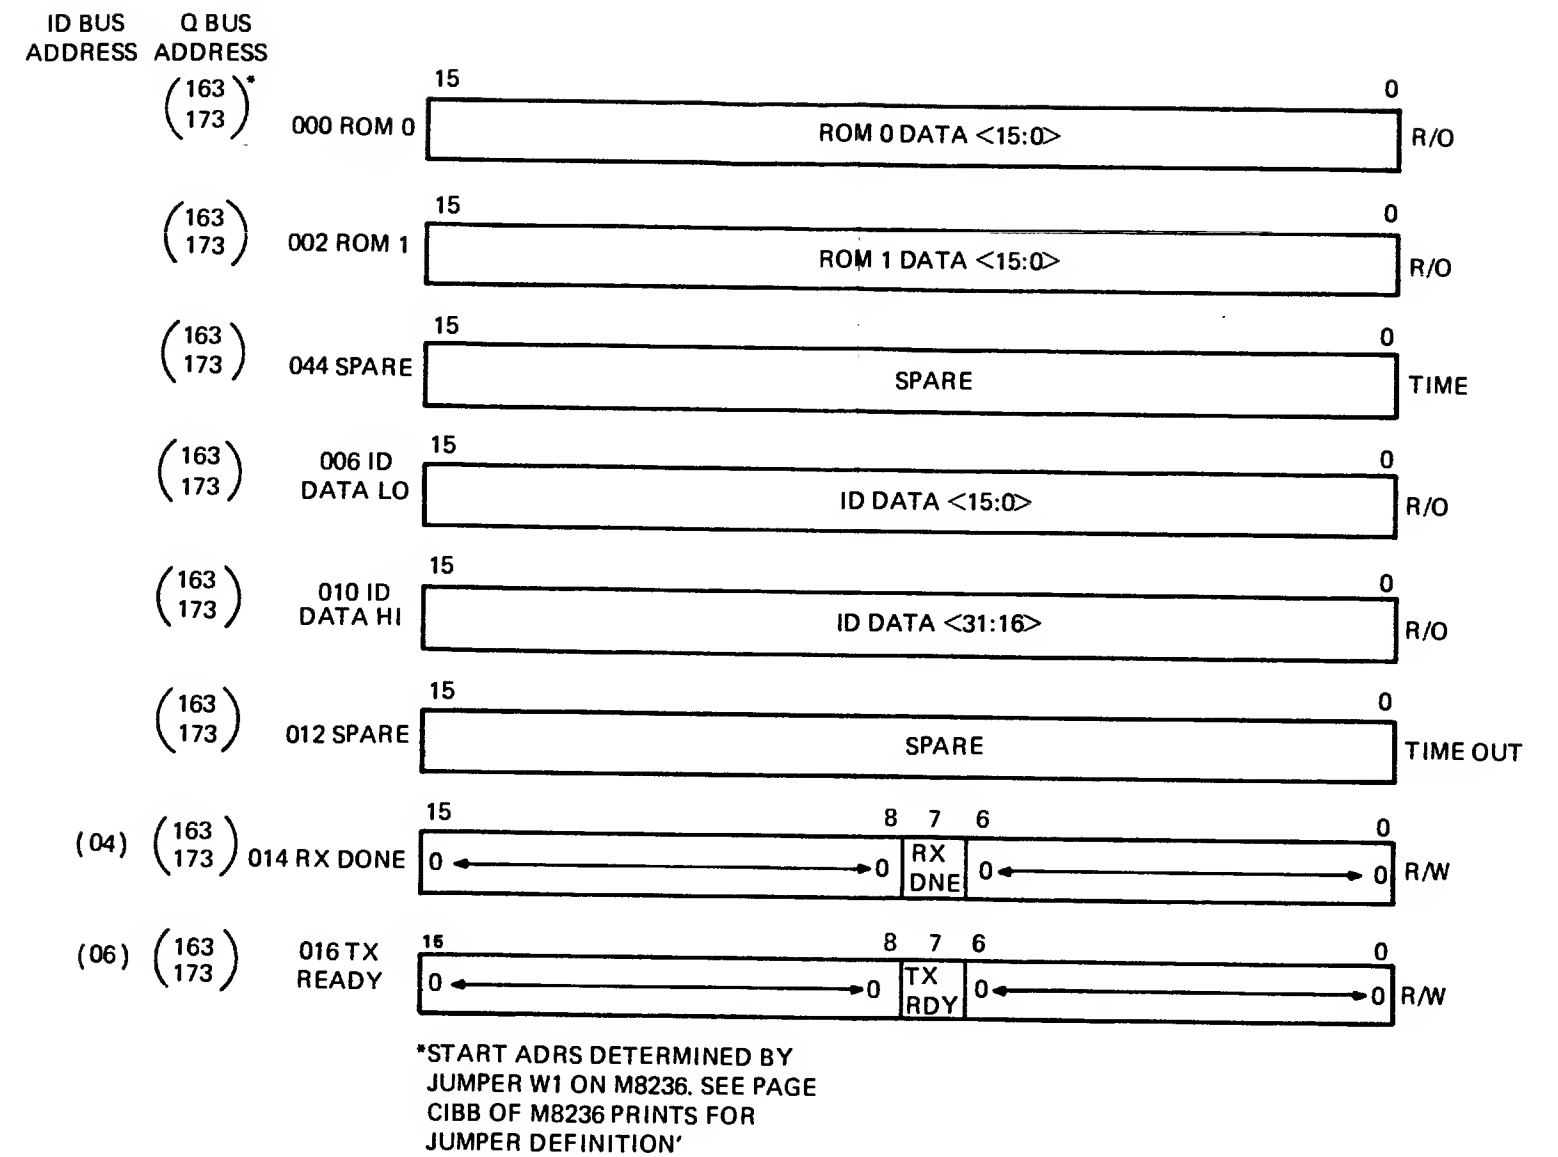 ID BUS ADDRESS
Q BUS ADDRESS
(163 173)* 000 ROM 0
15 0
ROM 0 DATA <15:0>
R/O
(163 173) 002 ROM 1
15 0
ROM 1 DATA <15:0>
R/O
(163 173) 044 SPARE
15 0
SPARE
TIME
(163 173) 006 ID DATA LO
15 0
ID DATA <15:0>
R/O
(163 173) 010 ID DATA HI
15 0
ID DATA <31:16>
R/O
(163 173) 012 SPARE
15 0
SPARE
TIME OUT
(04) (163 173) 014 RX DONE
15 8 7 6 0
0 0 RX DNE 0 0
R/W
(06) (163 173) 016 TX READY
15 8 7 6 0
0 0 TX RDY 0 0
R/W
*START ADRS DETERMINED BY
JUMPER W1 ON M8236. SEE PAGE
CIBB OF M8236 PRINTS FOR
JUMPER DEFINITION'